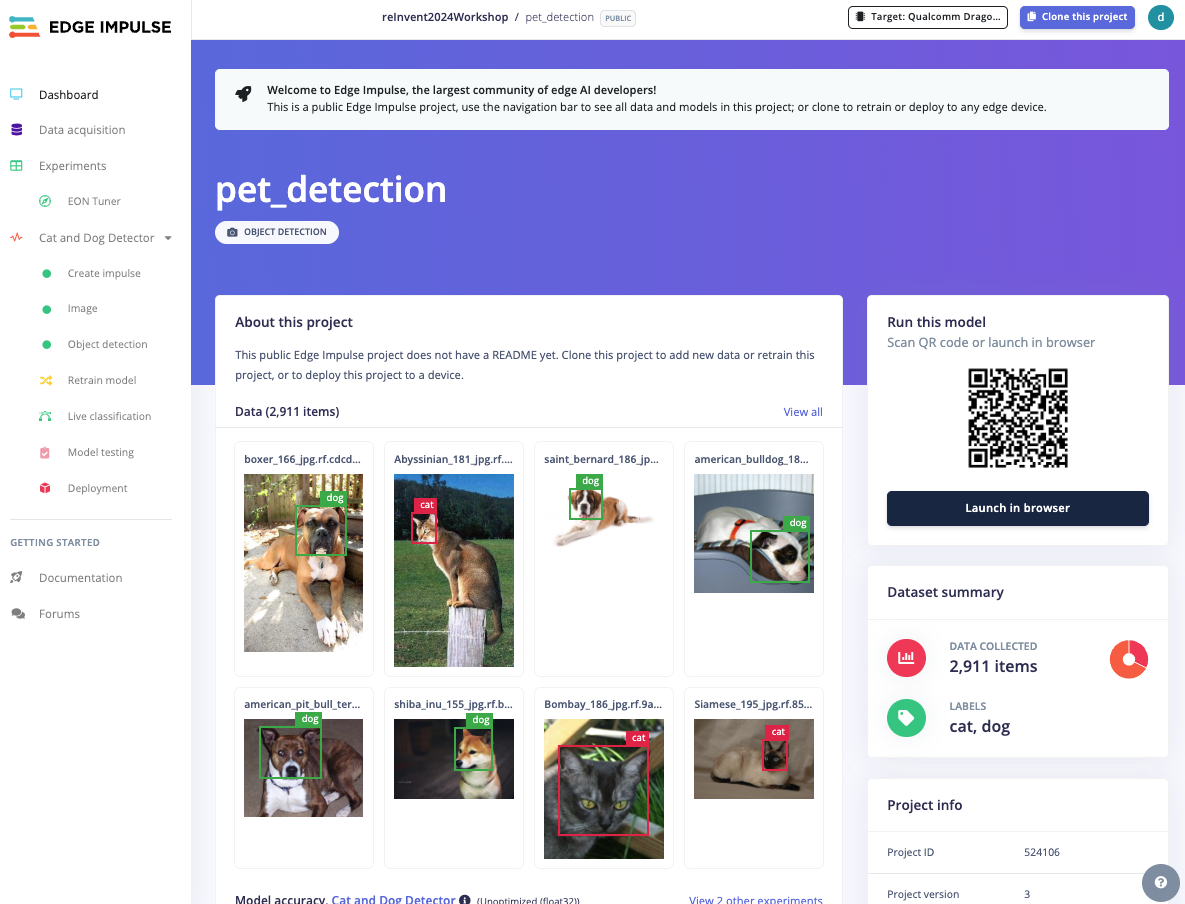 EDGE IMPULSE
reInvent2024Workshop / pet_detection PUBLIC
Target: Qualcomm Drago...
Clone this project
d
Dashboard
Data acquisition
Experiments
EON Tuner
Cat and Dog Detector
Create impulse
Image
Object detection
Retrain model
Live classification
Model testing
Deployment
GETTING STARTED
Documentation
Forums
Welcome to Edge Impulse, the largest community of edge AI developers!
This is a public Edge Impulse project, use the navigation bar to see all data and models in this project; or clone to retrain or deploy to any edge device.
pet_detection
OBJECT DETECTION
About this project
This public Edge Impulse project does not have a README yet. Clone this project to add new data or retrain this
project, or to deploy this project to a device.
Data (2,911 items)
View all
boxer_166_jpg.rf.cdcd...
dog
Abyssinian_181_jpg.rf....
cat
saint_bernard_186_jp...
dog
american_bulldog_18...
dog
american_pit_bull_ter...
dog
shiba_inu_155_jpg.rf.b...
dog
Bombay_186_jpg.rf.9a...
cat
Siamese_195_jpg.rf.85...
cat
Model accuracy, Cat and Dog Detector (Unoptimized (float32))
View 2 other experiments
Run this model
Scan QR code or launch in browser
Launch in browser
Dataset summary
DATA COLLECTED
2,911 items
LABELS
cat, dog
Project info
Project ID 524106
Project version 3
?